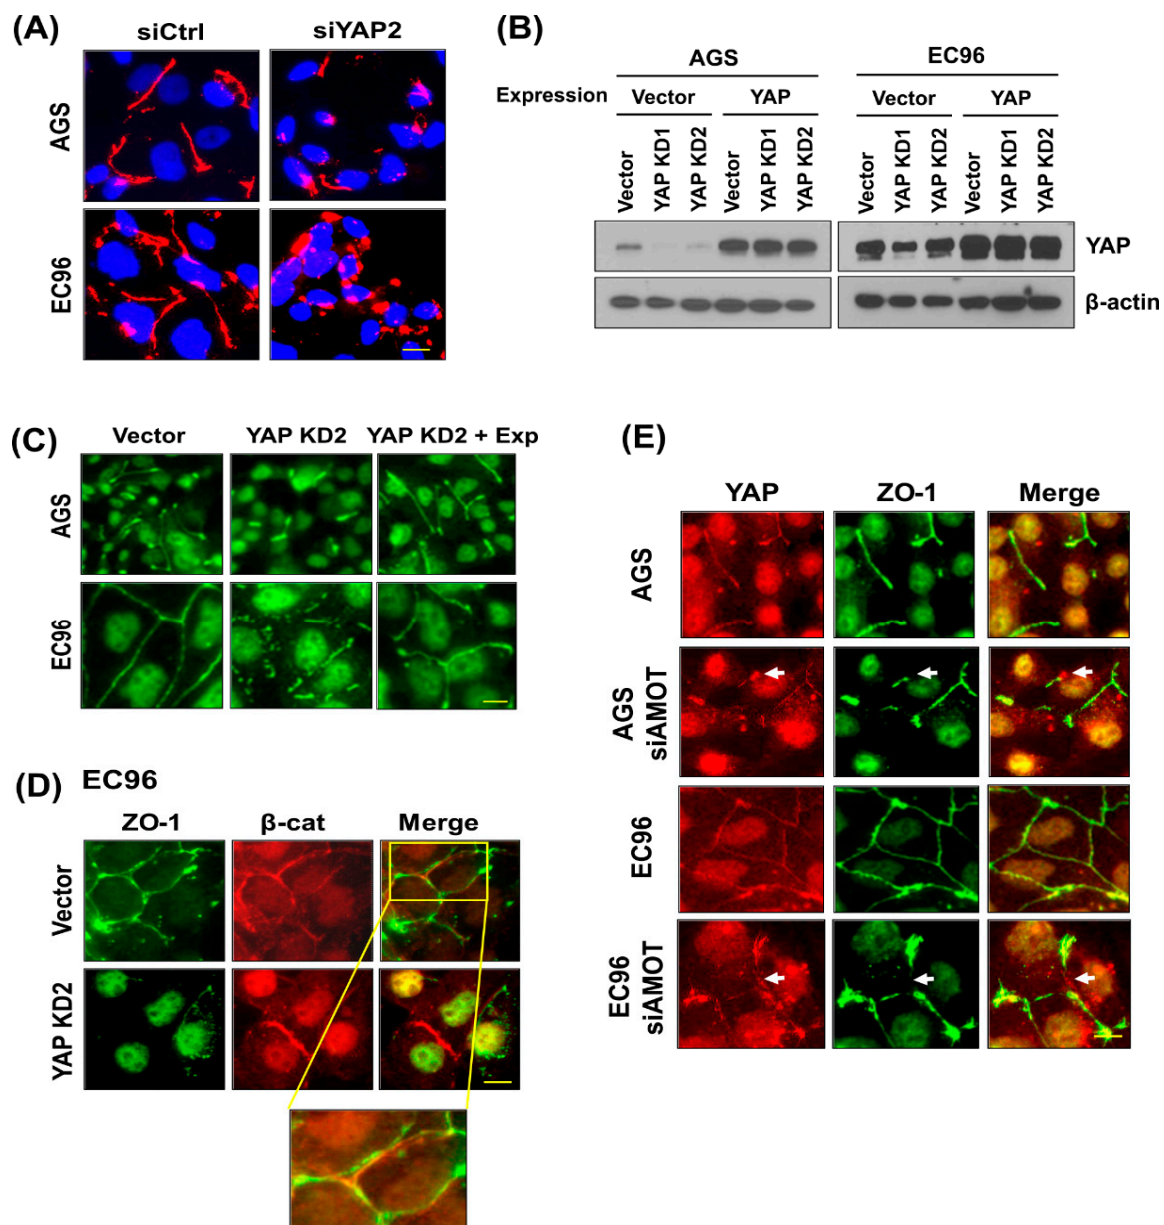 (A)
siCtrl siYAP2
AGS
EC96
(B)
AGS EC96
Expression Vector YAP Vector YAP
Vector YAP KD1 YAP KD2 Vector YAP KD1 YAP KD2 Vector YAP KD1 YAP KD2 Vector YAP KD1 YAP KD2
YAP
β-actin
(C)
Vector YAP KD2 YAP KD2 + Exp
AGS
EC96
(D) EC96
ZO-1 β-cat Merge
Vector
YAP KD2
(E)
YAP ZO-1 Merge
AGS
AGS
siAMOT
EC96
EC96
siAMOT